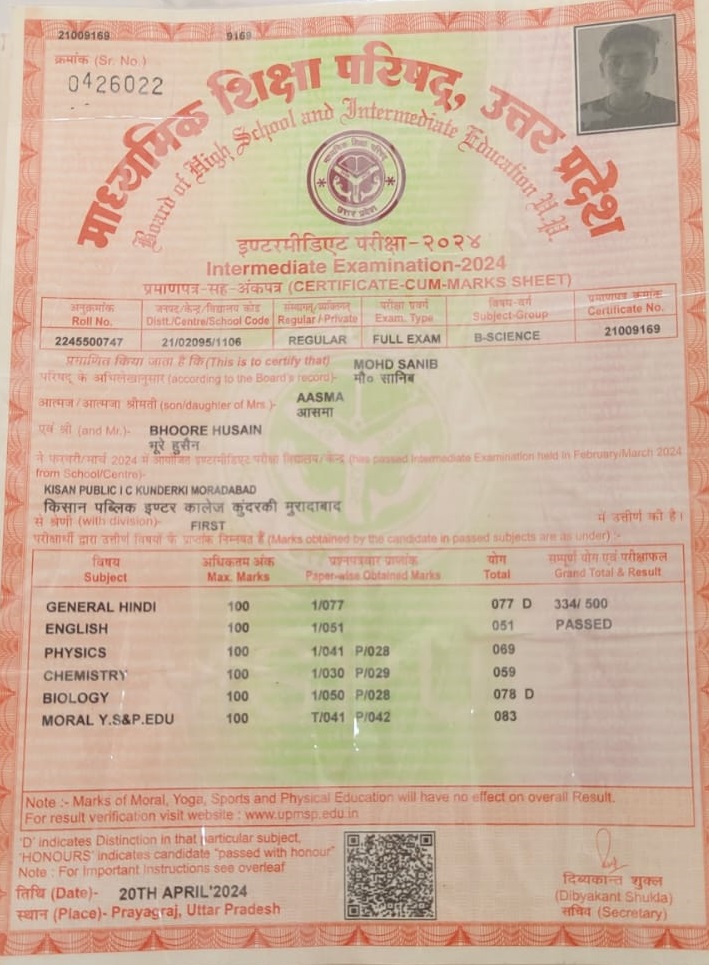 21009169 9169
क्रमांक (Sr. No.)
0426022
माध्यमिक शिक्षा परिषद्, उत्तर प्रदेश
Board of High School and Intermediate Education U.P.
इण्टरमीडिएट परीक्षा-२०२४
Intermediate Examination-2024
प्रमाणपत्र-सह-अंकपत्र (CERTIFICATE-CUM-MARKS SHEET)
अनुक्रमांक जनपद/केन्द्र/विद्यालय कोड संस्थागत/व्यक्तिगत परीक्षा प्रवर्ग विषय-वर्ग प्रमाणपत्र क्रमांक
Roll No. Distt./Centre/School Code Regular / Private Exam. Type Subject-Group Certificate No.
2245500747 21/02095/1106 REGULAR FULL EXAM B-SCIENCE 21009169
प्रमाणित किया जाता है कि (This is to certify that) MOHD SANIB
परिषद् के अभिलेखानुसार (according to the Board's record)- मौ० सानिब
आत्मज/आत्मजा श्रीमती (son/daughter of Mrs.)- AASMA
आसमा
एवं श्री (and Mr.)- BHOORE HUSAIN
भूरे हुसैन
ने फरवरी/मार्च 2024 में आयोजित इण्टरमीडिएट परीक्षा विद्यालय/केन्द्र (has passed Intermediate Examination held in February/March 2024
from School/Centre)-
KISAN PUBLIC I C KUNDERKI MORADABAD
किसान पब्लिक इण्टर कालेज कुंदरकी मुरादाबाद
से श्रेणी (with division)- FIRST में उत्तीर्ण की है।
परीक्षार्थी द्वारा उत्तीर्ण विषयों के प्राप्तांक निम्नवत् हैं (Marks obtained by the candidate in passed subjects are as under) :-
विषय अधिकतम अंक प्रश्नपत्रवार प्राप्तांक योग सम्पूर्ण योग एवं परीक्षाफल
Subject Max. Marks Paper-wise Obtained Marks Total Grand Total & Result
GENERAL HINDI 100 1/077 077 D 334/ 500
ENGLISH 100 1/051 051 PASSED
PHYSICS 100 1/041 P/028 069
CHEMISTRY 100 1/030 P/029 059
BIOLOGY 100 1/050 P/028 078 D
MORAL Y.S&P.EDU 100 T/041 P/042 083
Note :- Marks of Moral, Yoga, Sports and Physical Education will have no effect on overall Result.
For result verification visit website : www.upmsp.edu.in
'D' indicates Distinction in that particular subject,
'HONOURS' indicates candidate "passed with honour"
Note : For Important Instructions see overleaf
तिथि (Date)- 20TH APRIL'2024
स्थान (Place)- Prayagraj, Uttar Pradesh
दिब्यकान्त शुक्ल
(Dibyakant Shukla)
सचिव (Secretary)